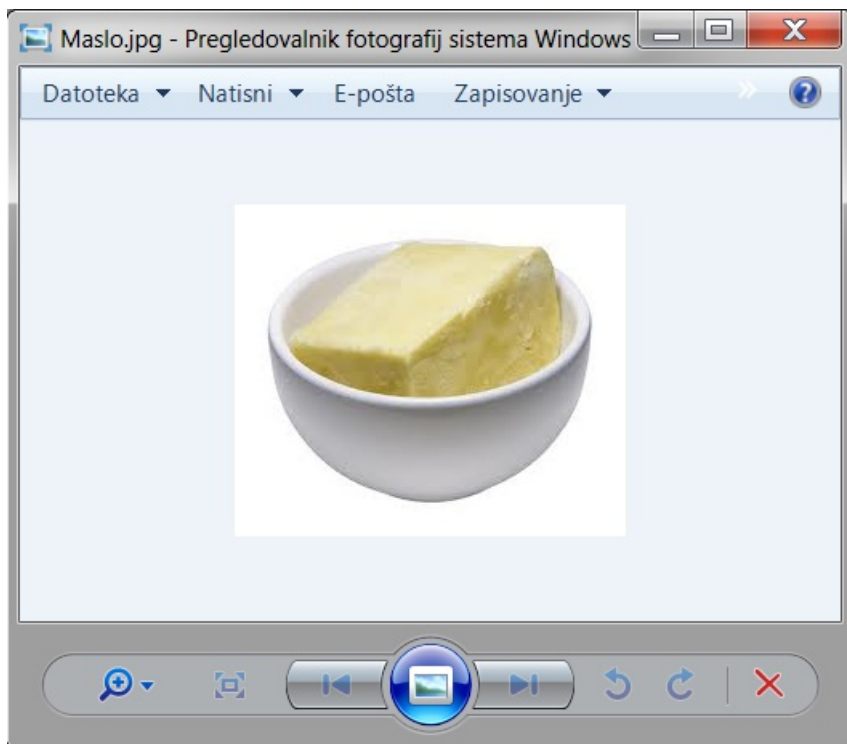 Maslo.jpg - Pregledovalnik fotografij sistema Windows
Datoteka Natisni E-pošta Zapisovanje